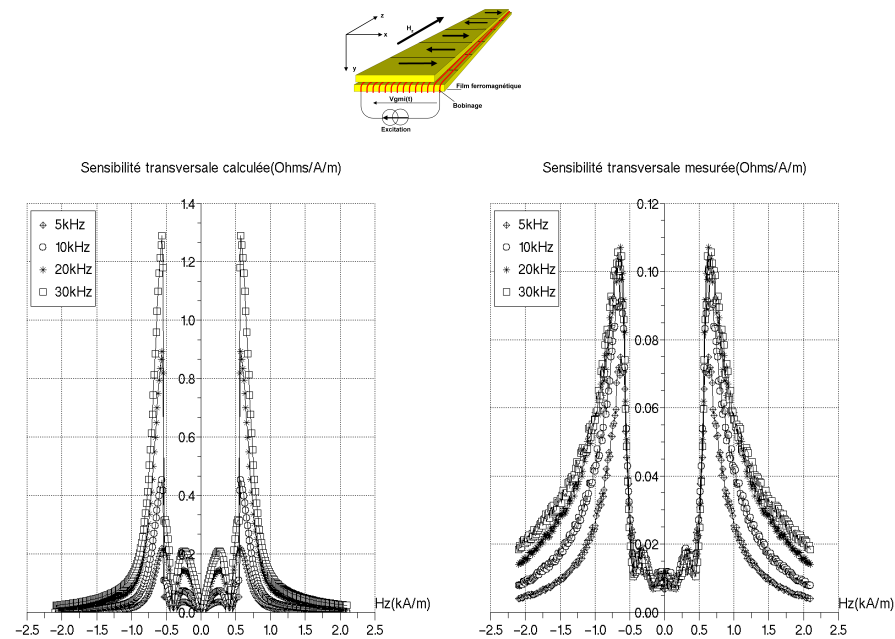 z
Hz
x
y
Film ferromagnétique
Vgmi(t)
Bobinage
Excitation
Sensibilité transversale calculée(Ohms/A/m)
1.4
1.2
1.0
0.8
0.6
0.4
0.2
0.0
5kHz
10kHz
20kHz
30kHz
Hz(kA/m)
−2.5 −2.0 −1.5 −1.0 −0.5 0.0 0.5 1.0 1.5 2.0 2.5
Sensibilité transversale mesurée(Ohms/A/m)
0.12
0.10
0.08
0.06
0.04
0.02
0.00
5kHz
10kHz
20kHz
30kHz
Hz(kA/m)
−2.5 −2.0 −1.5 −1.0 −0.5 0.0 0.5 1.0 1.5 2.0 2.5